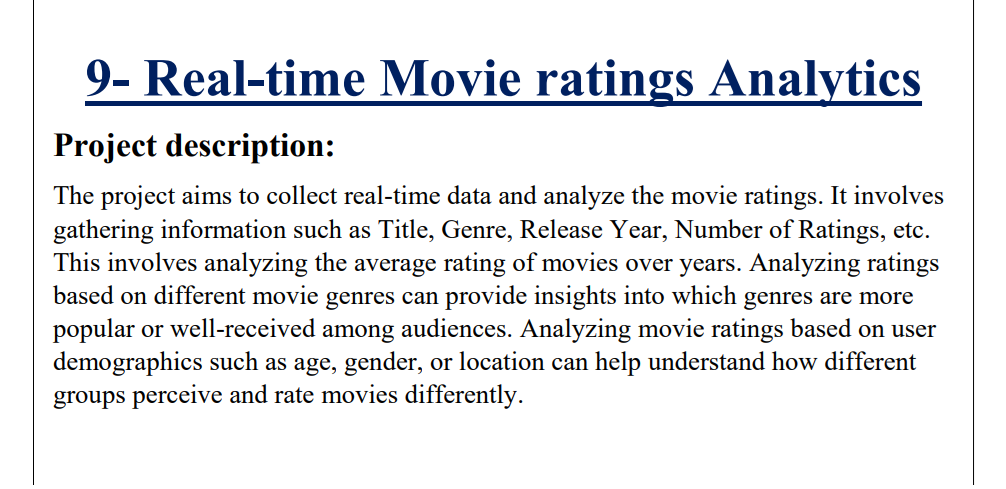 9- Real-time Movie ratings Analytics
Project description:
The project aims to collect real-time data and analyze the movie ratings. It involves
gathering information such as Title, Genre, Release Year, Number of Ratings, etc.
This involves analyzing the average rating of movies over years. Analyzing ratings
based on different movie genres can provide insights into which genres are more
popular or well-received among audiences. Analyzing movie ratings based on user
demographics such as age, gender, or location can help understand how different
groups perceive and rate movies differently.